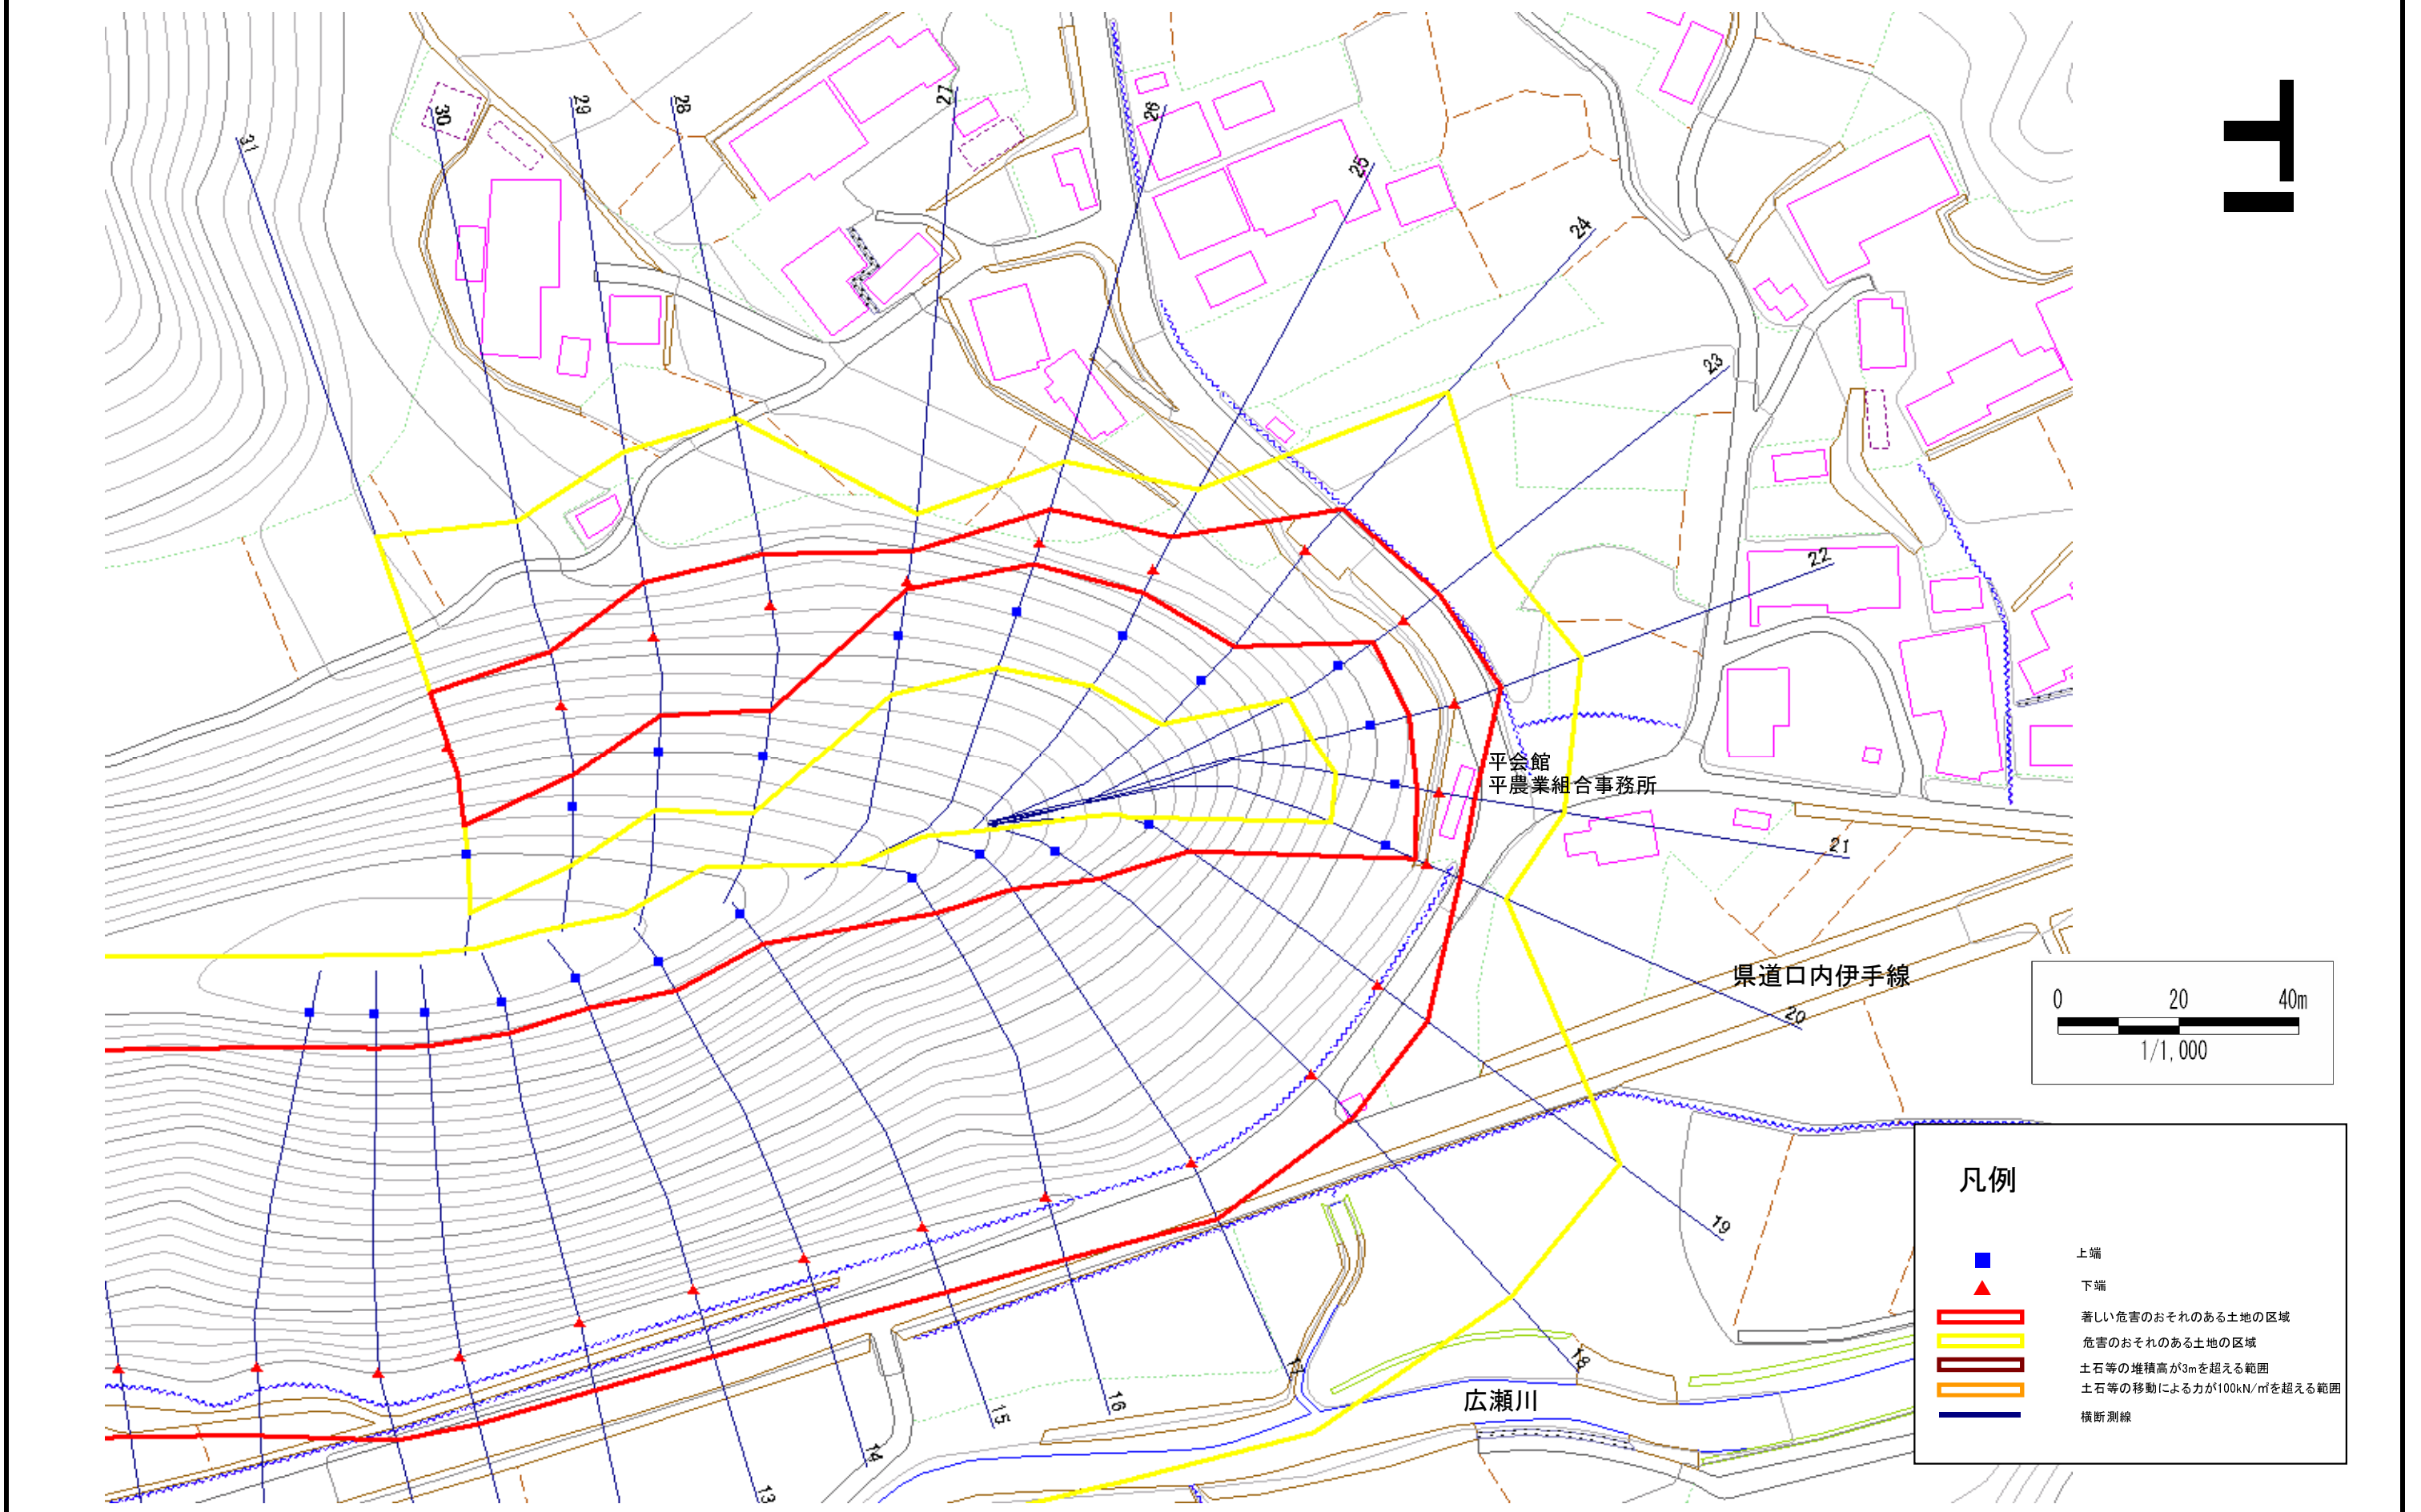 31
30
29
28
27
26
25
24
23
22
平会館
平農業組合事務所
21
県道口内伊手線
20
0 20 40m
1/1,000
19
18
17
16
15
14
13
広瀬川
凡例
上端
下端
著しい危害のおそれのある土地の区域
危害のおそれのある土地の区域
土石等の堆積高が3mを超える範囲
土石等の移動による力が100kN/㎡を超える範囲
横断測線